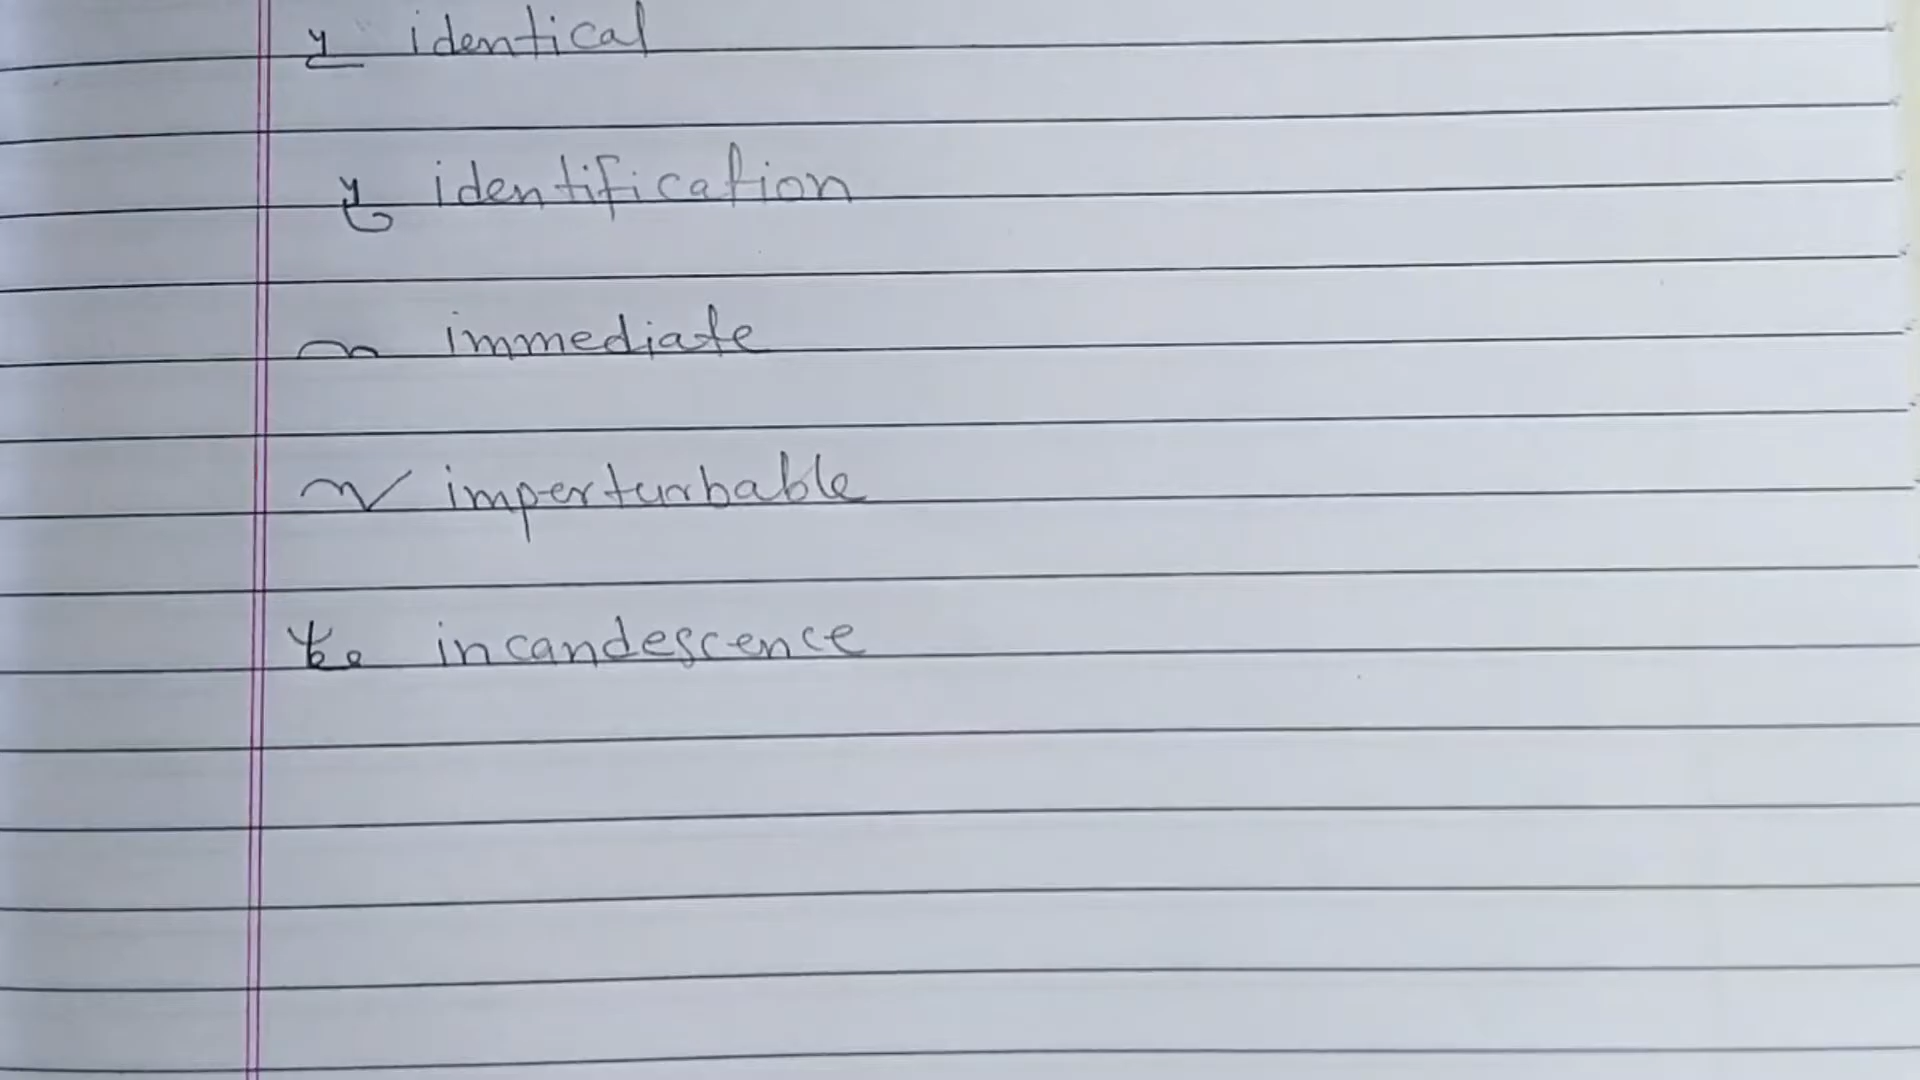 identical
identification
immediate
imperturbable
incandescence